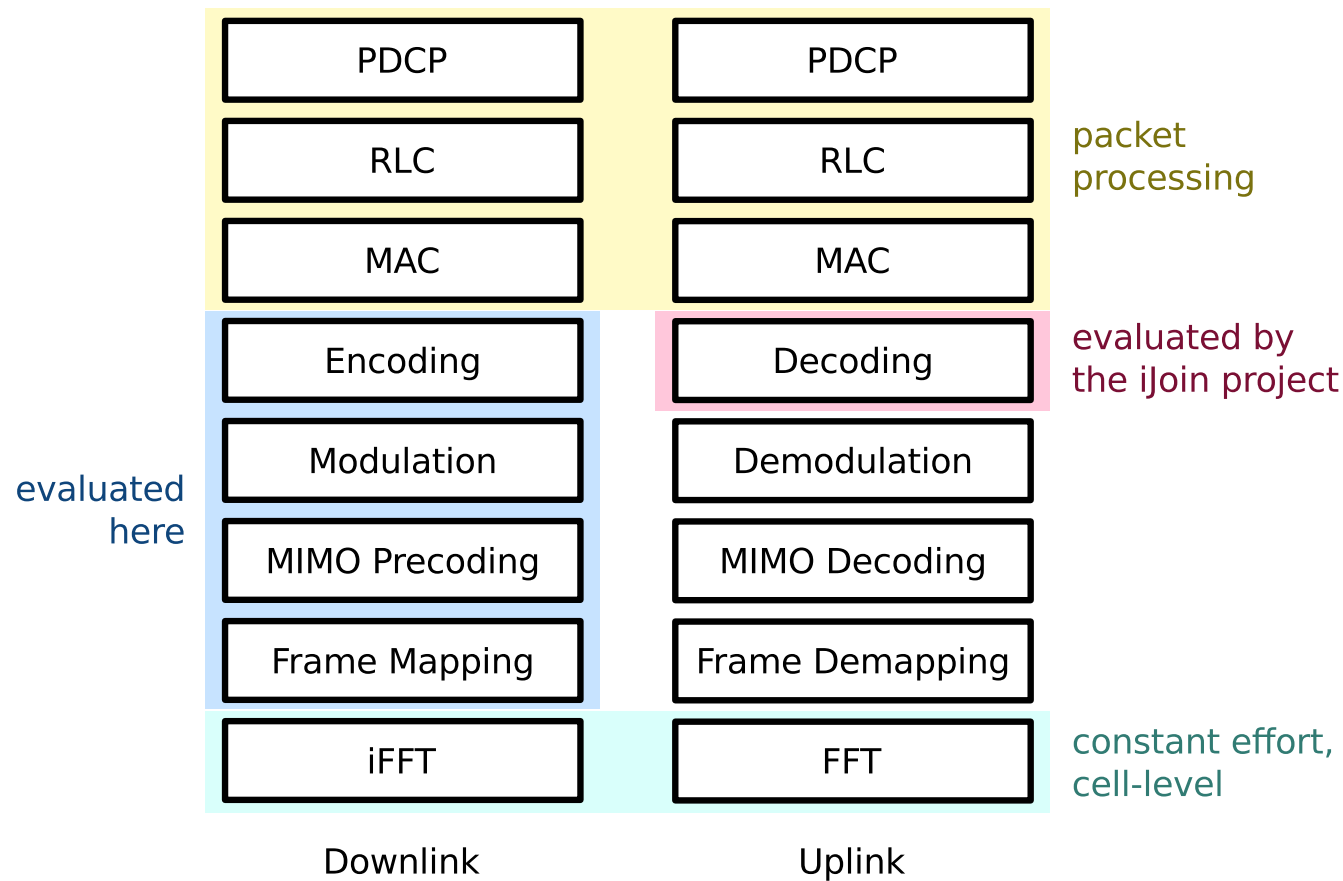 PDCP
PDCP
RLC
RLC
packet
processing
MAC
MAC
Encoding
Decoding
evaluated by
the iJoin project
Modulation
Demodulation
evaluated
here
MIMO Precoding
MIMO Decoding
Frame Mapping
Frame Demapping
iFFT
FFT
constant effort,
cell-level
Downlink
Uplink